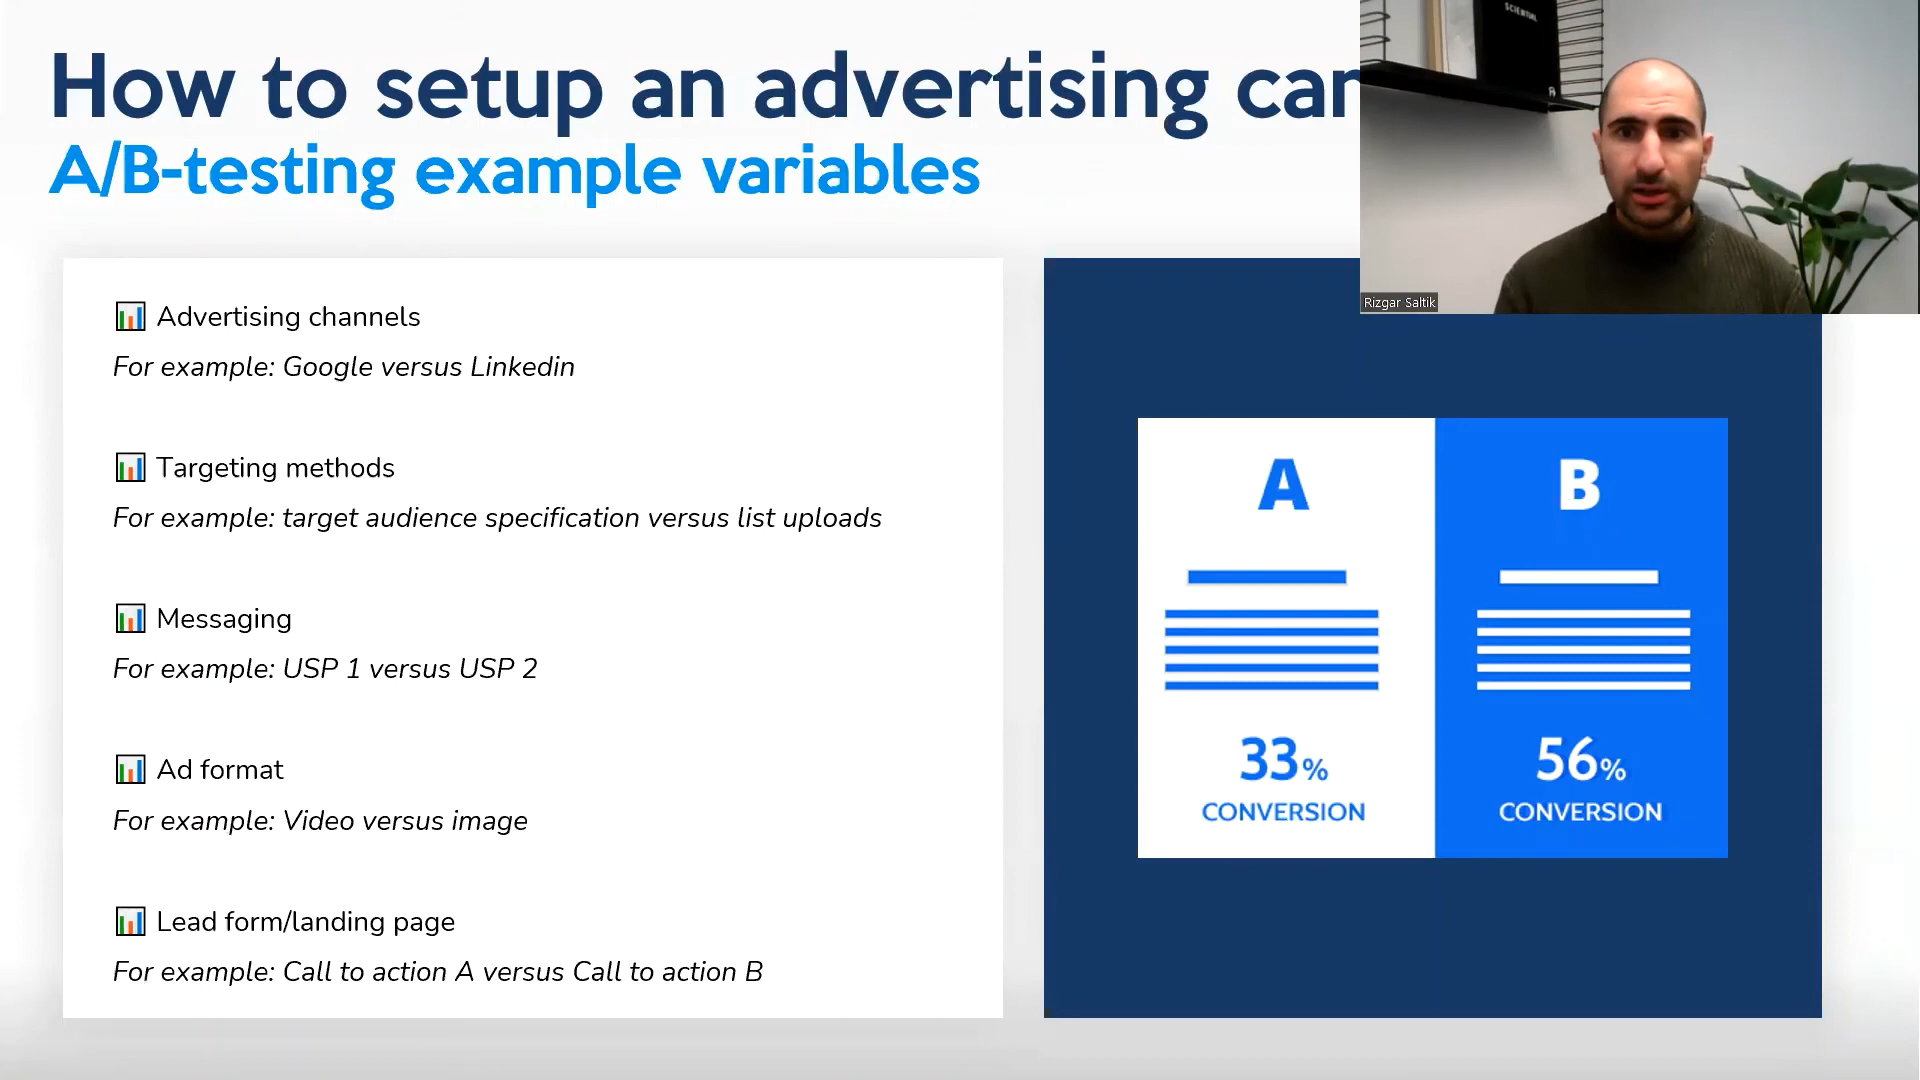 How to setup an advertising
A/B-testing example variables
SCIENTUAL
Rizgar Saltik
Advertising channels
For example: Google versus Linkedin
Targeting methods
For example: target audience specification versus list uploads
Messaging
For example: USP 1 versus USP 2
Ad format
For example: Video versus image
Lead form/landing page
For example: Call to action A versus Call to action B
A
33%
CONVERSION
B
56%
CONVERSION